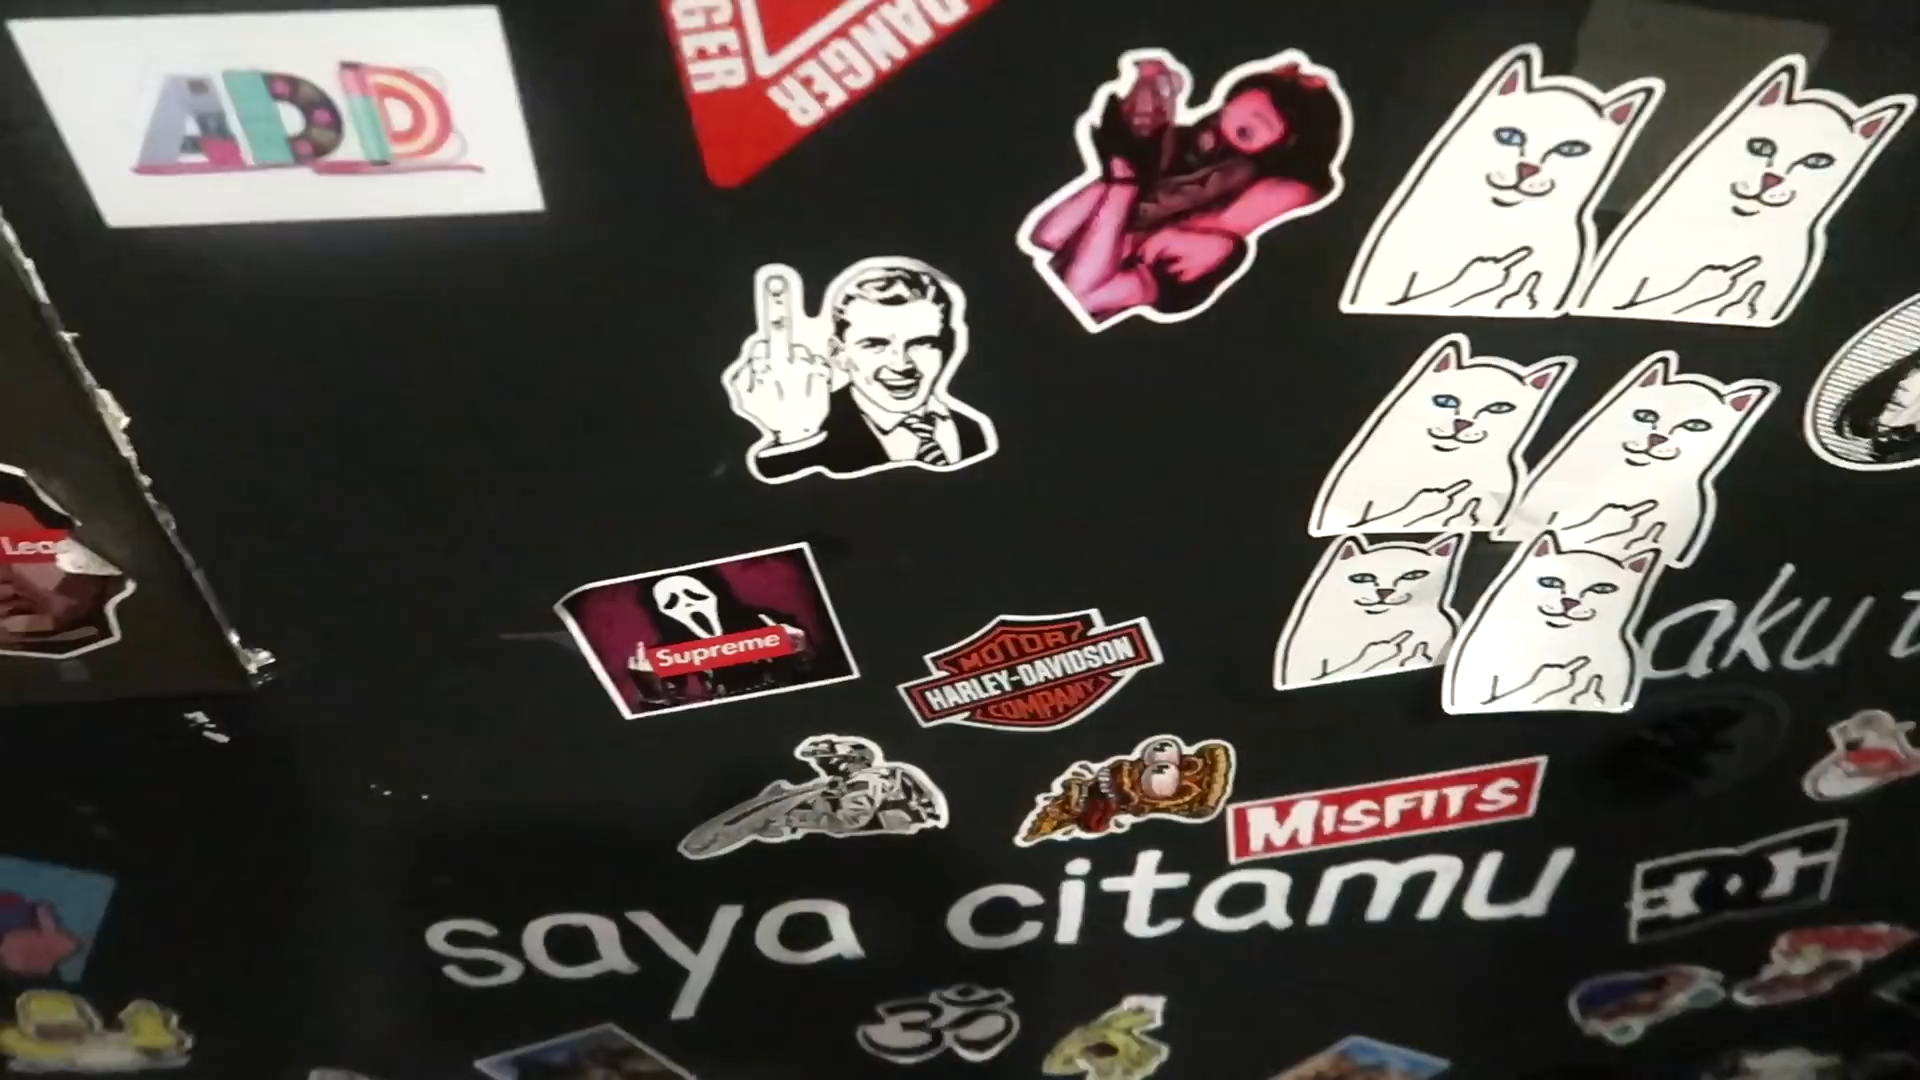 ADD
DANGER
Supreme
MOTOR
HARLEY-DAVIDSON
COMPANY
aku
MISFITS
saya citamu
ॐ